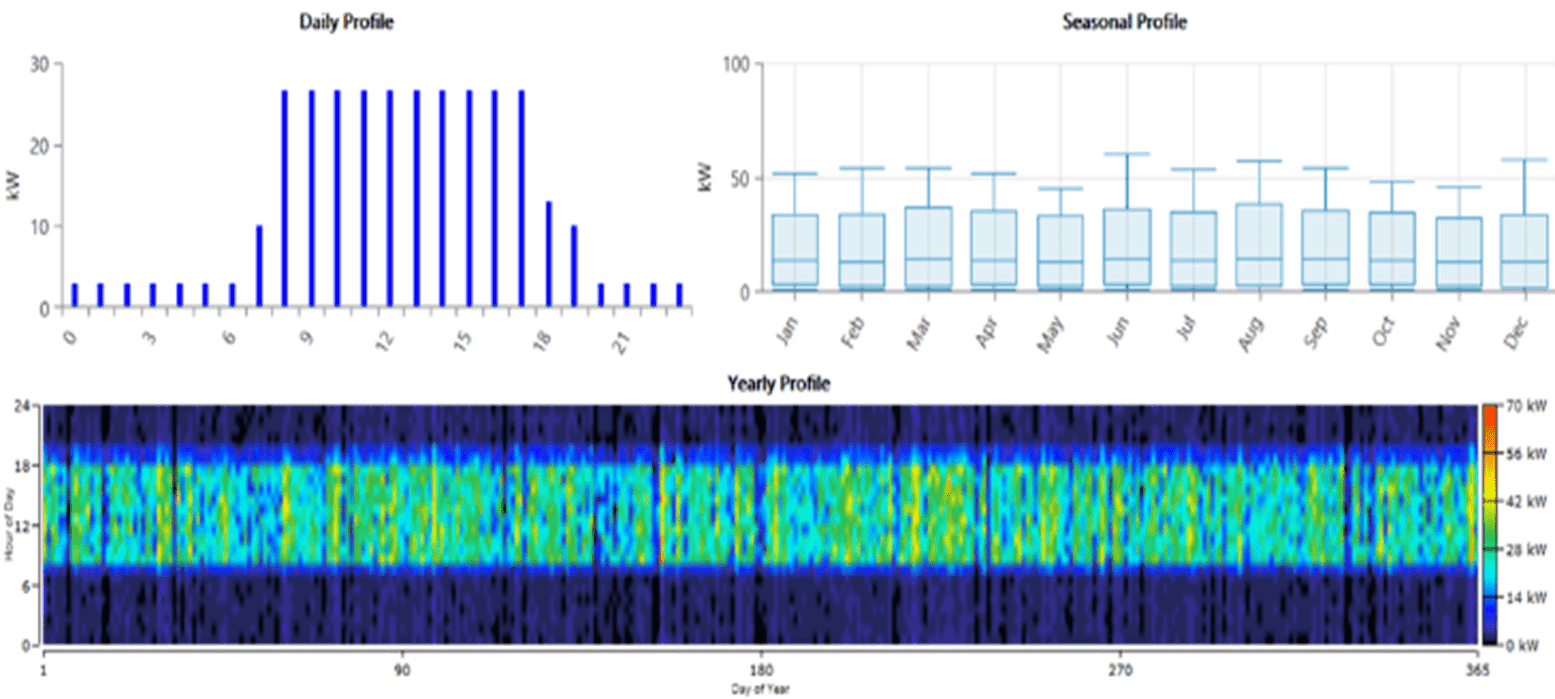 Daily Profile
30
20
10
0
kW
0 3 6 9 12 15 18 21
Seasonal Profile
100
50
0
kW
Jan Feb Mar Apr May Jun Jul Aug Sep Oct Nov Dec
Yearly Profile
24
18
12
6
0
Hour of Day
1 90 180 270 365
Day of Year
70 kW
56 kW
42 kW
28 kW
14 kW
0 kW